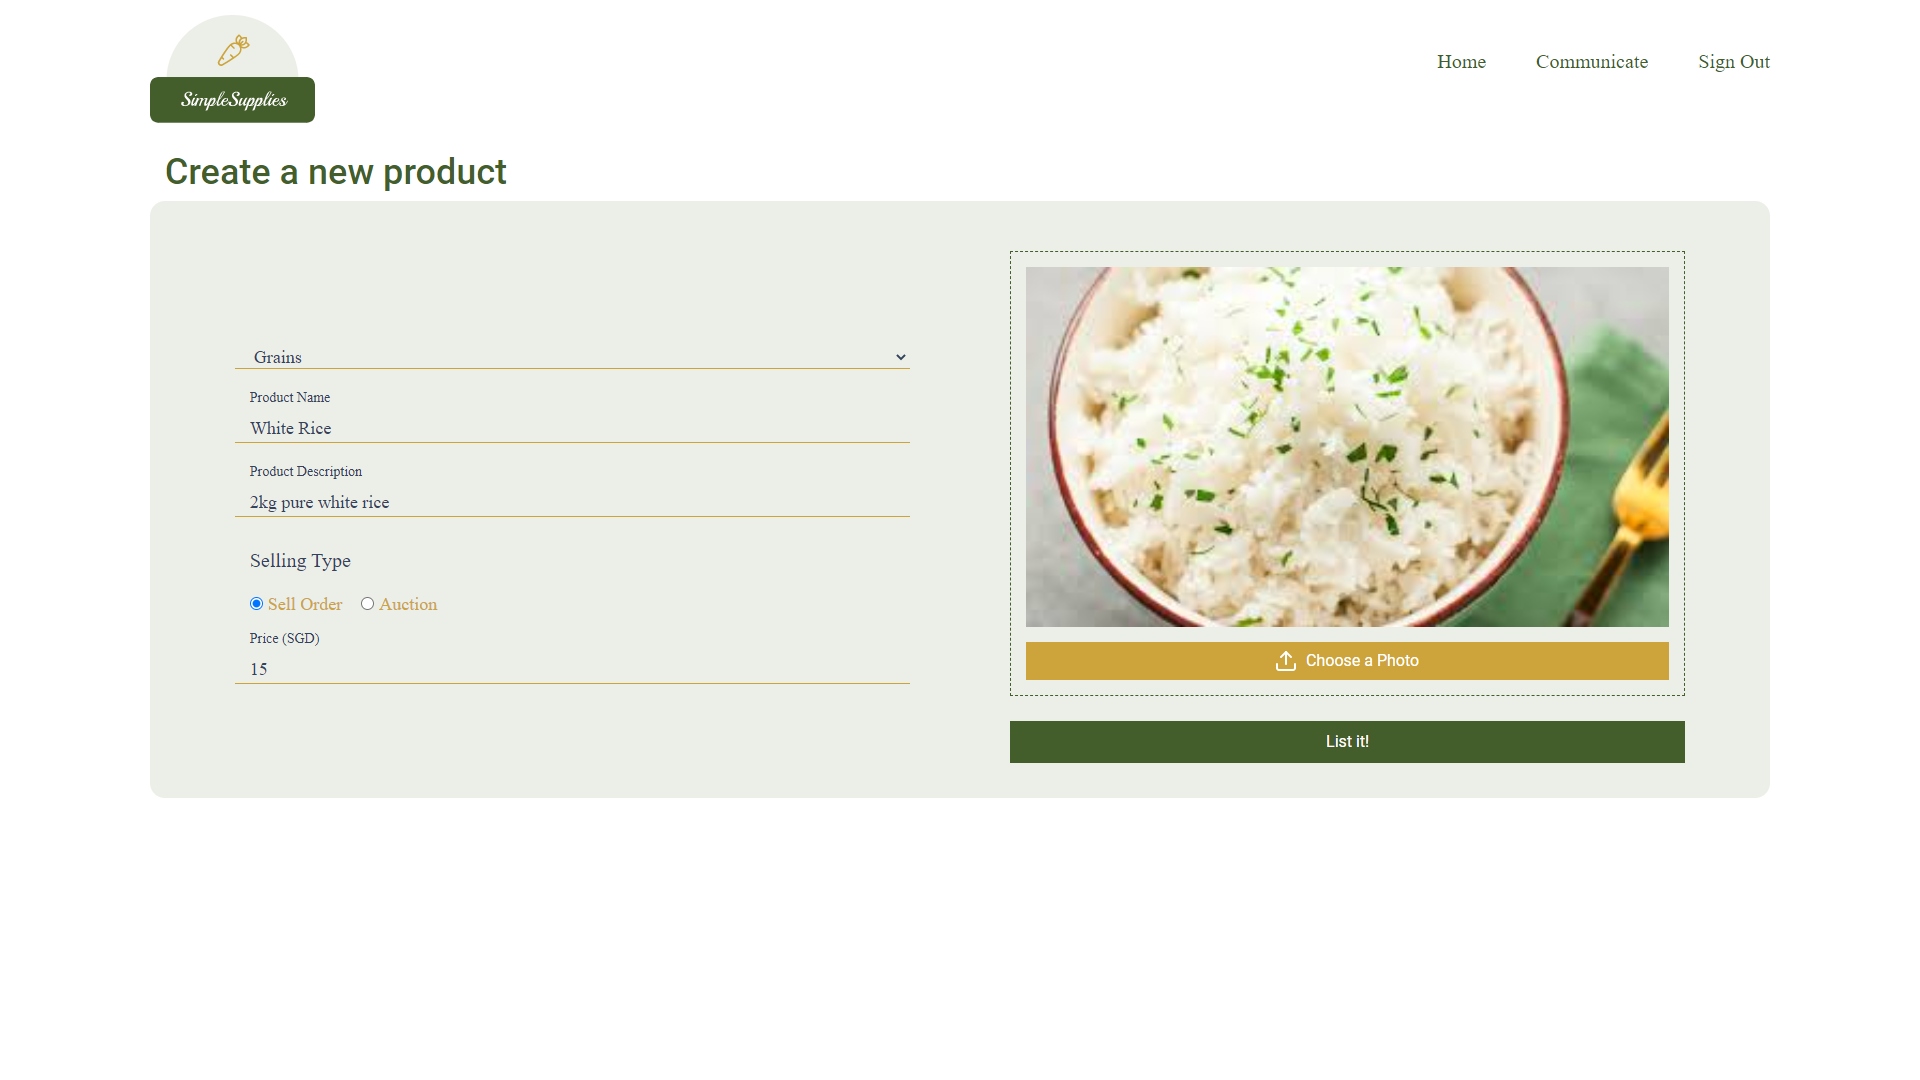 SimpleSupplies
Home Communicate Sign Out
Create a new product
Grains
Product Name
White Rice
Product Description
2kg pure white rice
Selling Type
Sell Order Auction
Price (SGD)
15
Choose a Photo
List it!